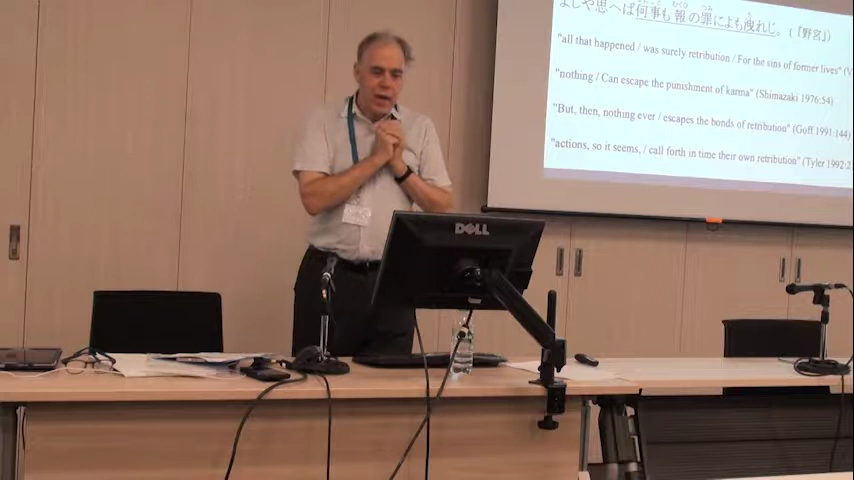 よしや思へば何事も報の罪によも洩れじ。(『野宮』)
"all that happened / was surely retribution / For the sins of former lives" (V
"nothing / Can escape the punishment of karma" (Shimazaki 1976:54)
"But, then, nothing ever / escapes the bonds of retribution" (Goff 1991:144)
"actions, so it seems, / call forth in time their own retribution" (Tyler 1992:2
DELL